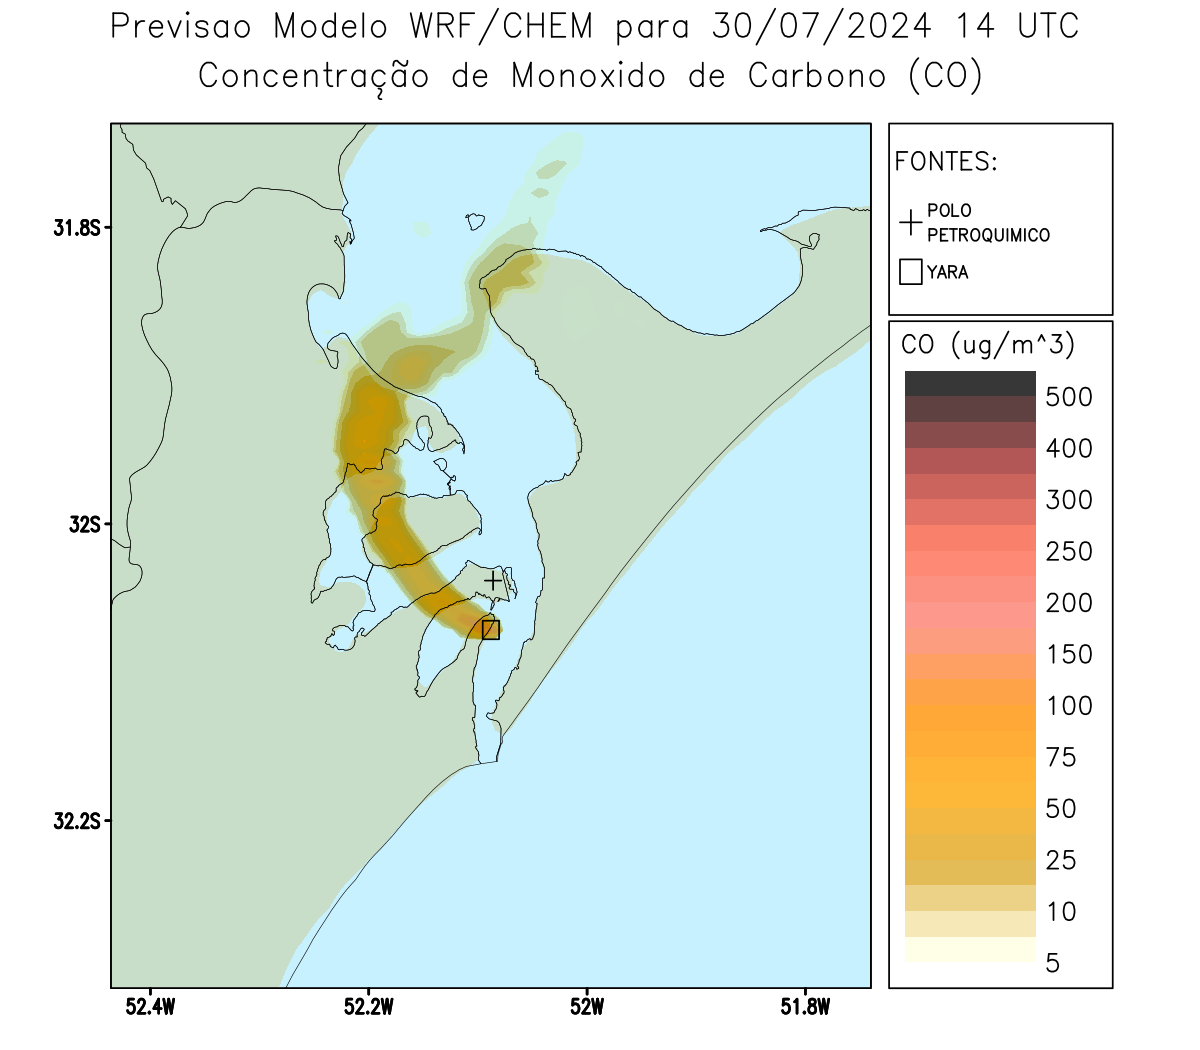 Previsao Modelo WRF/CHEM para 30/07/2024 14 UTC
Concentração de Monoxido de Carbono (CO)
FONTES:
POLO
PETROQUIMICO
YARA
CO (ug/m^3)
500
400
300
250
200
150
100
75
50
25
10
5
31.8S
32S
32.2S
52.4W
52.2W
52W
51.8W